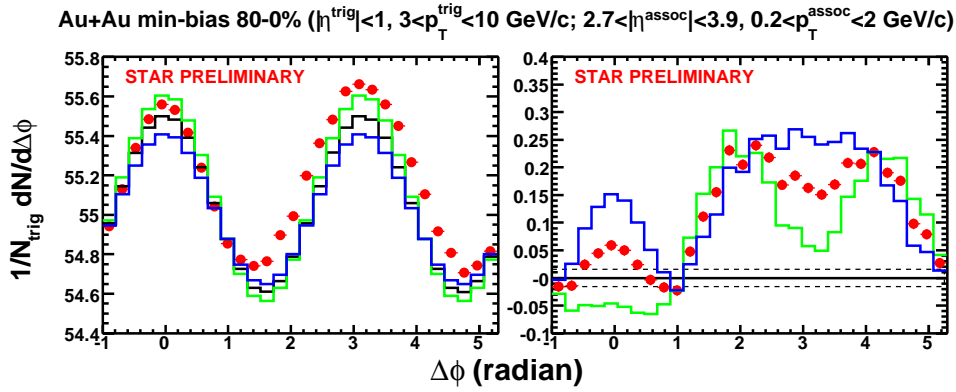 Au+Au min-bias 80-0% (|η^trig|<1, 3<p_T^trig<10 GeV/c; 2.7<|η^assoc|<3.9, 0.2<p_T^assoc<2 GeV/c)
STAR PRELIMINARY
STAR PRELIMINARY
1/N_trig dN/dΔϕ
55.8
55.6
55.4
55.2
55
54.8
54.6
54.4
-1 0 1 2 3 4 5
0.4
0.35
0.3
0.25
0.2
0.15
0.1
0.05
-0
-0.05
-0.1
-1 0 1 2 3 4 5
Δϕ (radian)
Δϕ (radian)